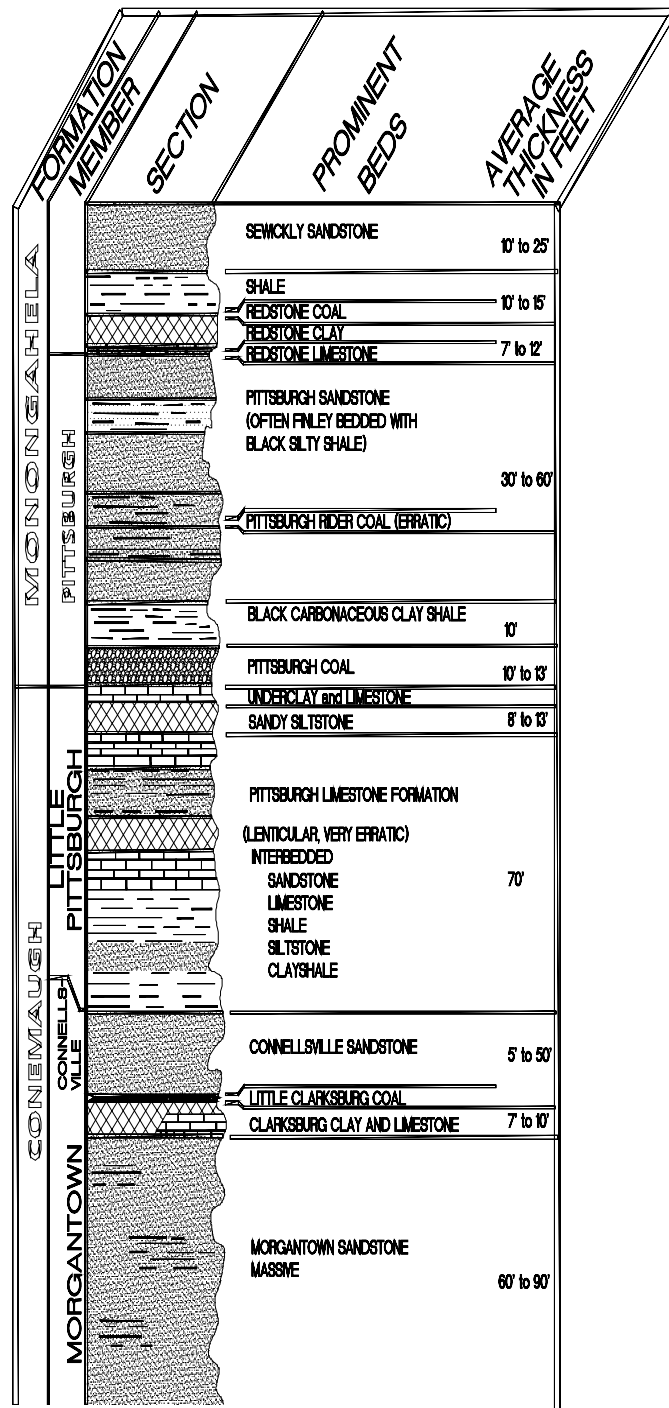 FORMATION
MEMBER
SECTION
PROMINENT
BEDS
AVERAGE
THICKNESS
IN FEET
MONONGAHELA
PITTSBURGH
SEWICKLY SANDSTONE
10' to 25'
SHALE
10' to 15'
REDSTONE COAL
REDSTONE CLAY
7' to 12'
REDSTONE LIMESTONE
PITTSBURGH SANDSTONE
(OFTEN FINLEY BEDDED WITH
BLACK SILTY SHALE)
30' to 60'
PITTSBURGH RIDER COAL (ERRATIC)
BLACK CARBONACEOUS CLAY SHALE
10'
PITTSBURGH COAL
10' to 13'
CONEMAUGH
LITTLE
PITTSBURGH
UNDERCLAY and LIMESTONE
SANDY SILTSTONE
8' to 13'
PITTSBURGH LIMESTONE FORMATION
(LENTICULAR, VERY ERRATIC)
INTERBEDDED
SANDSTONE
70'
LIMESTONE
SHALE
SILTSTONE
CLAYSHALE
CONNELLS-
VILLE
CONNELLSVILLE SANDSTONE
5' to 50'
LITTLE CLARKSBURG COAL
CLARKSBURG CLAY AND LIMESTONE
7' to 10'
MORGANTOWN
MORGANTOWN SANDSTONE
MASSIVE
60' to 90'